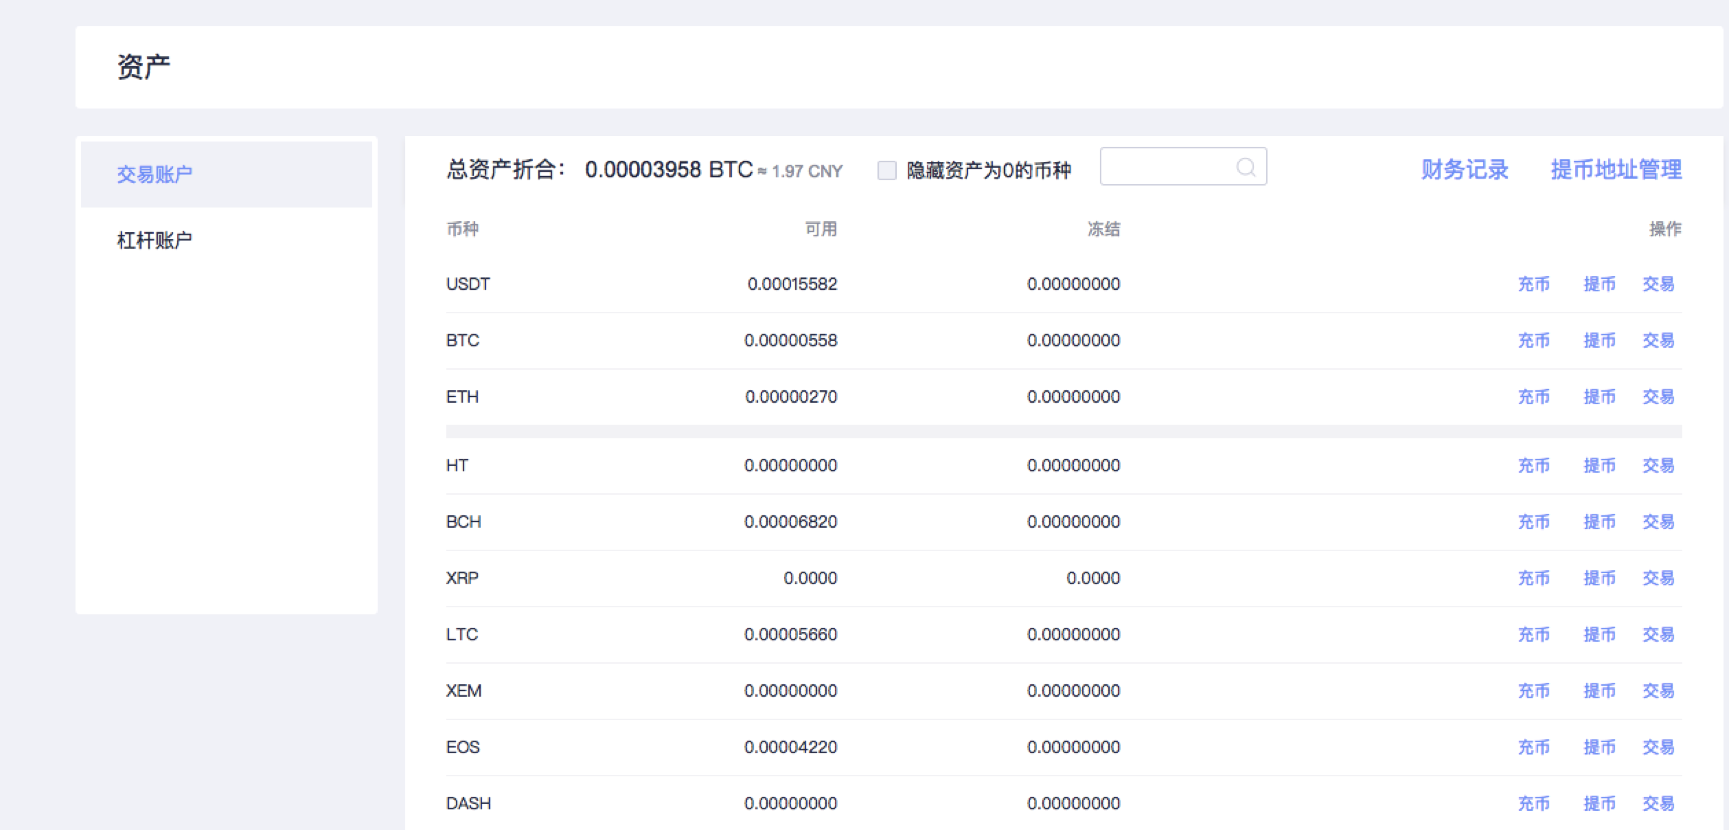 资产
交易账户
杠杆账户
总资产折合： 0.00003958 BTC ≈ 1.97 CNY 隐藏资产为0的币种 财务记录 提币地址管理
币种 可用 冻结 操作
USDT 0.00015582 0.00000000 充币 提币 交易
BTC 0.00000558 0.00000000 充币 提币 交易
ETH 0.00000270 0.00000000 充币 提币 交易
HT 0.00000000 0.00000000 充币 提币 交易
BCH 0.00006820 0.00000000 充币 提币 交易
XRP 0.0000 0.0000 充币 提币 交易
LTC 0.00005660 0.00000000 充币 提币 交易
XEM 0.00000000 0.00000000 充币 提币 交易
EOS 0.00004220 0.00000000 充币 提币 交易
DASH 0.00000000 0.00000000 充币 提币 交易